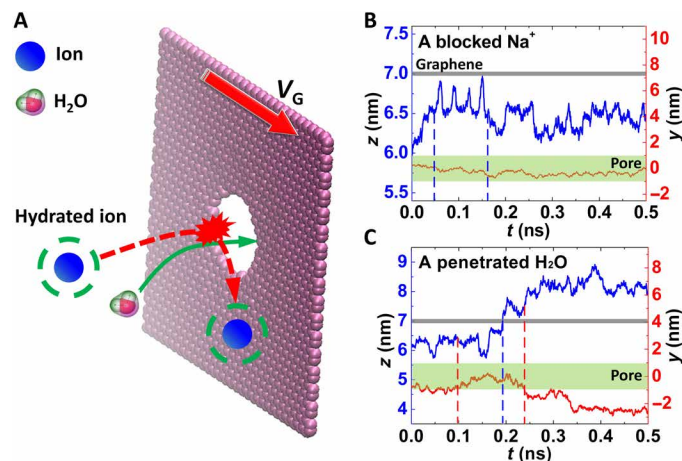 A
Ion
H₂O
V_G
Hydrated ion
B
A blocked Na⁺
Graphene
7.0
6.5
6.0
5.5
z (nm)
10
8
6
4
2
0
−2
y (nm)
Pore
0.0 0.1 0.2 0.3 0.4 0.5
t (ns)
C
A penetrated H₂O
9
8
7
6
5
4
z (nm)
8
6
4
2
0
−2
y (nm)
Pore
0.0 0.1 0.2 0.3 0.4 0.5
t (ns)